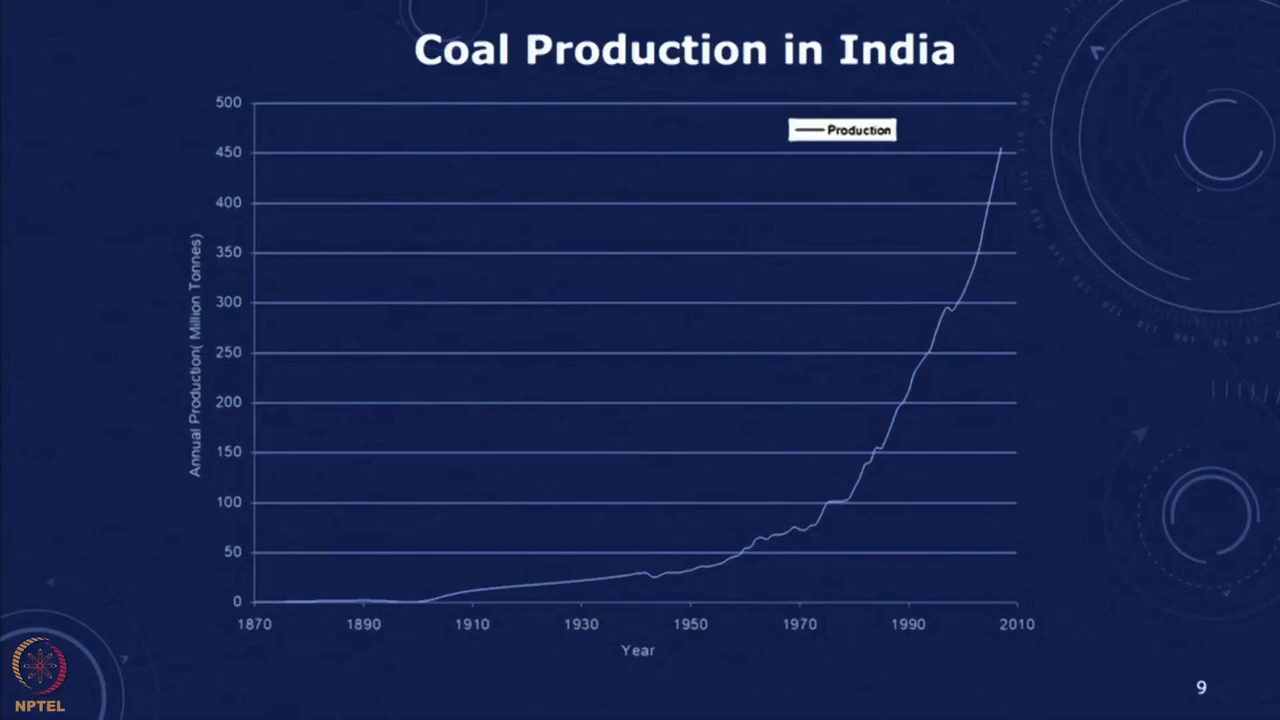 Coal Production in India
Production
Annual Production( Million Tonnes)
500
450
400
350
300
250
200
150
100
50
0
1870 1890 1910 1930 1950 1970 1990 2010
Year
9
NPTEL